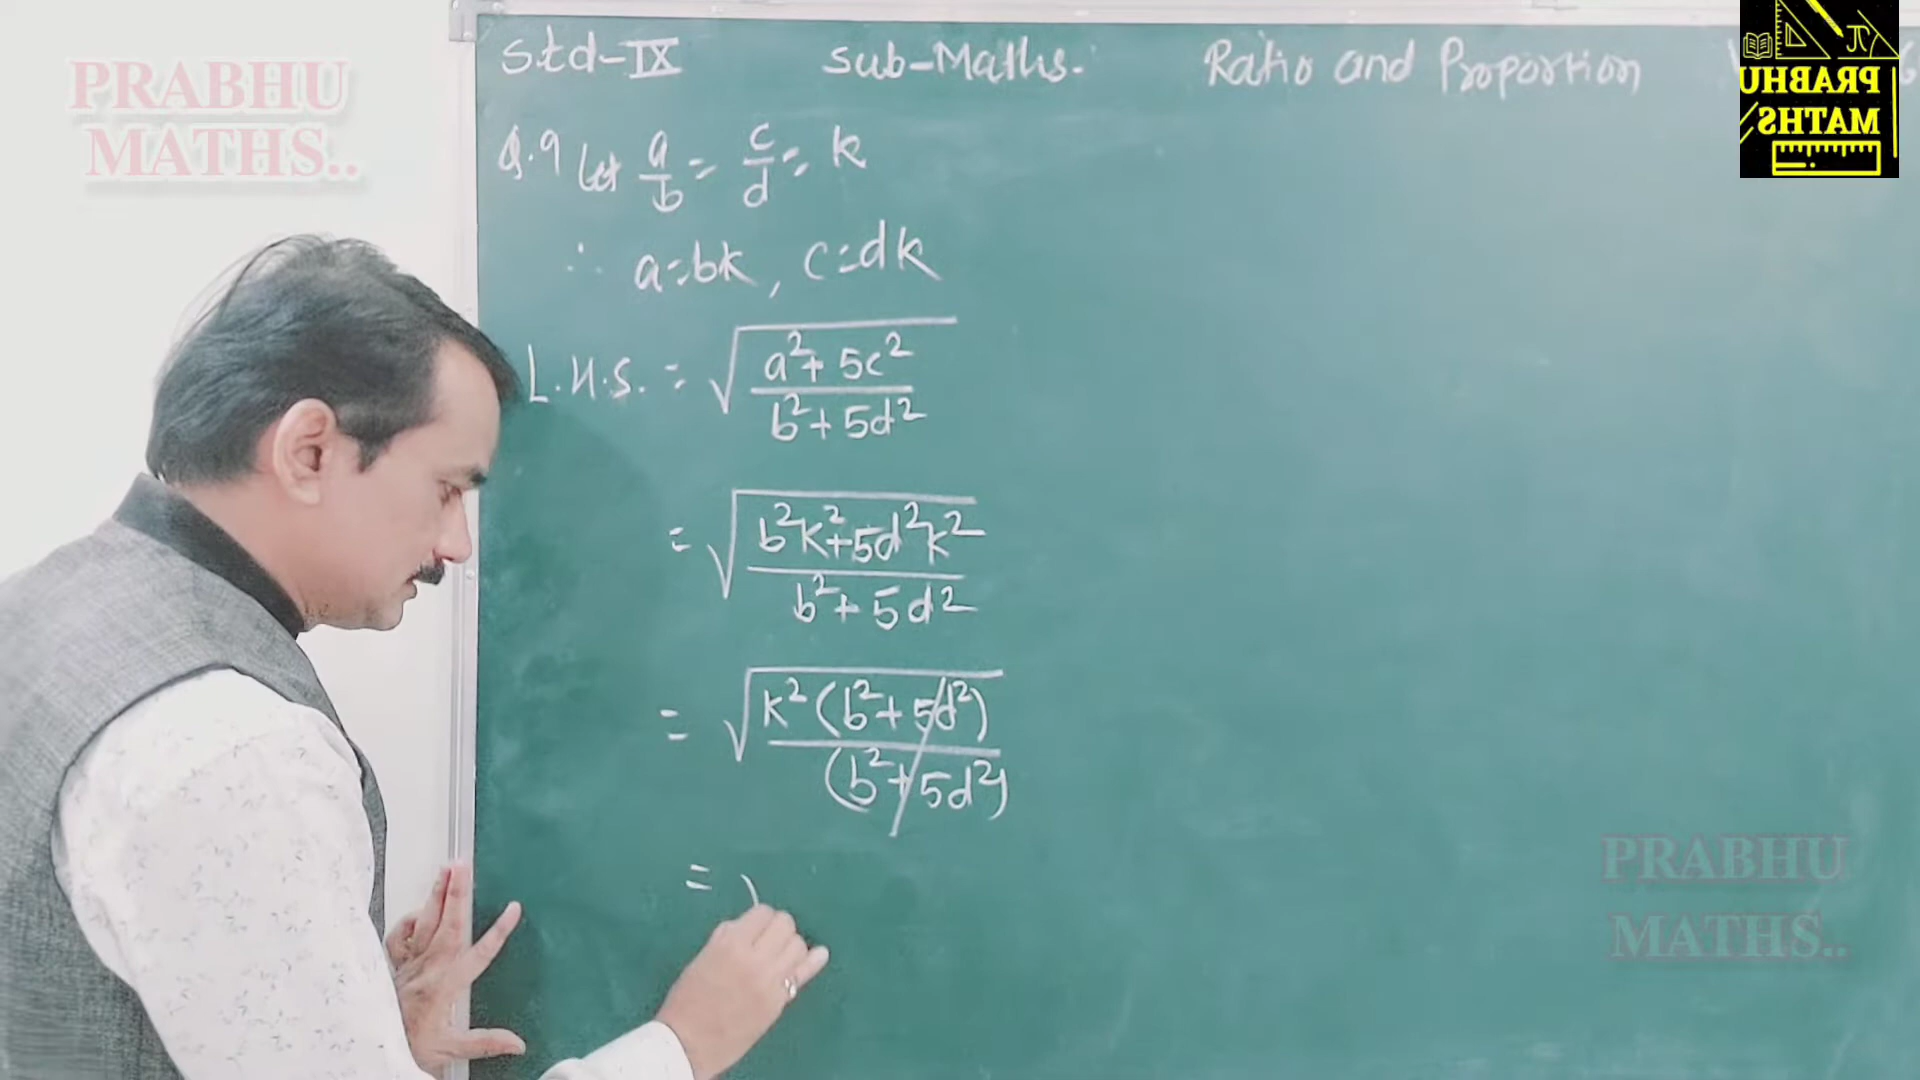 PRABHU
MATHS..
Std-IX Sub-Maths. Ratio and Proportion
PRABHU
MATHS
Q.9 Let a/b = c/d = k
∴ a=bk, c=dk
L.H.S. = √((a²+5c²)/(b²+5d²))
= √((b²k²+5d²k²)/(b²+5d²))
= √((k²(b²+5d²))/((b²+5d²)))
=
PRABHU
MATHS..